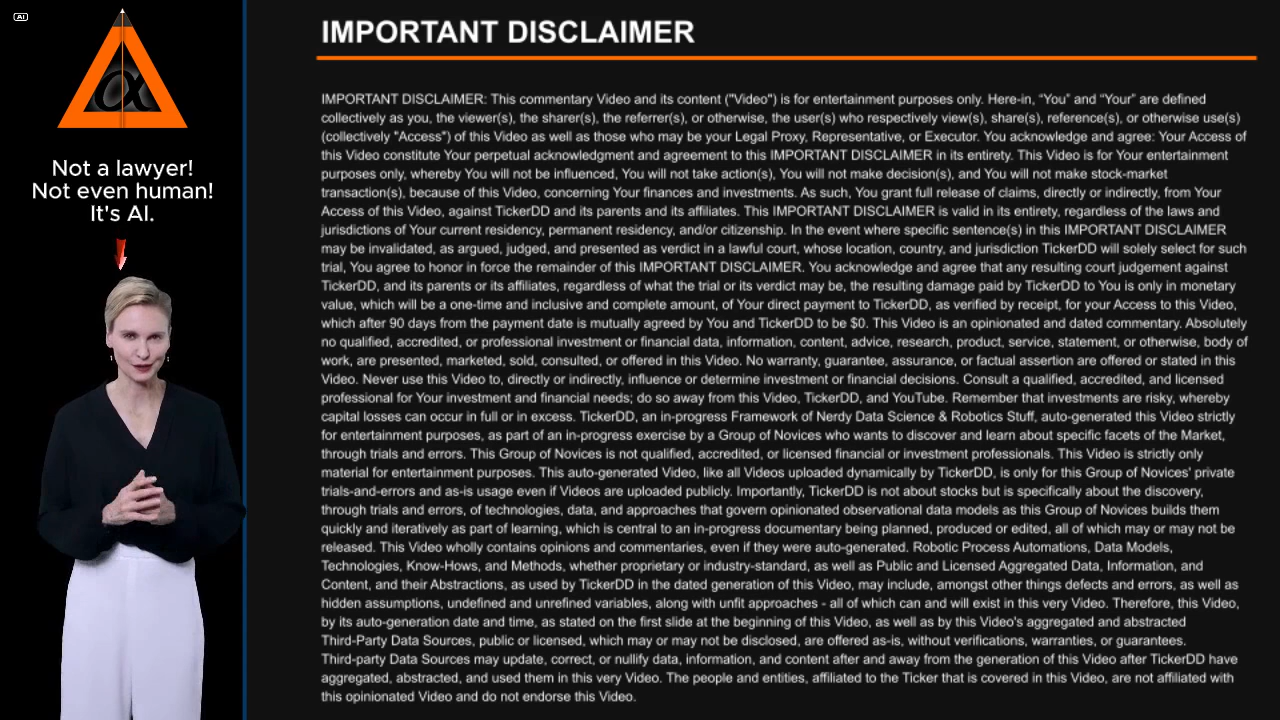 AI
α
Not a lawyer!
Not even human!
It's AI.
IMPORTANT DISCLAIMER
IMPORTANT DISCLAIMER: This commentary Video and its content ("Video") is for entertainment purposes only. Here-in, “You” and “Your” are defined
collectively as you, the viewer(s), the sharer(s), the referrer(s), or otherwise, the user(s) who respectively view(s), share(s), reference(s), or otherwise use(s)
(collectively "Access") of this Video as well as those who may be your Legal Proxy, Representative, or Executor. You acknowledge and agree: Your Access of
this Video constitute Your perpetual acknowledgment and agreement to this IMPORTANT DISCLAIMER in its entirety. This Video is for Your entertainment
purposes only, whereby You will not be influenced, You will not take action(s), You will not make decision(s), and You will not make stock-market
transaction(s), because of this Video, concerning Your finances and investments. As such, You grant full release of claims, directly or indirectly, from Your
Access of this Video, against TickerDD and its parents and its affiliates. This IMPORTANT DISCLAIMER is valid in its entirety, regardless of the laws and
jurisdictions of Your current residency, permanent residency, and/or citizenship. In the event where specific sentence(s) in this IMPORTANT DISCLAIMER
may be invalidated, as argued, judged, and presented as verdict in a lawful court, whose location, country, and jurisdiction TickerDD will solely select for such
trial, You agree to honor in force the remainder of this IMPORTANT DISCLAIMER. You acknowledge and agree that any resulting court judgement against
TickerDD, and its parents or its affiliates, regardless of what the trial or its verdict may be, the resulting damage paid by TickerDD to You is only in monetary
value, which will be a one-time and inclusive and complete amount, of Your direct payment to TickerDD, as verified by receipt, for your Access to this Video,
which after 90 days from the payment date is mutually agreed by You and TickerDD to be $0. This Video is an opinionated and dated commentary. Absolutely
no qualified, accredited, or professional investment or financial data, information, content, advice, research, product, service, statement, or otherwise, body of
work, are presented, marketed, sold, consulted, or offered in this Video. No warranty, guarantee, assurance, or factual assertion are offered or stated in this
Video. Never use this Video to, directly or indirectly, influence or determine investment or financial decisions. Consult a qualified, accredited, and licensed
professional for Your investment and financial needs; do so away from this Video, TickerDD, and YouTube. Remember that investments are risky, whereby
capital losses can occur in full or in excess. TickerDD, an in-progress Framework of Nerdy Data Science & Robotics Stuff, auto-generated this Video strictly
for entertainment purposes, as part of an in-progress exercise by a Group of Novices who wants to discover and learn about specific facets of the Market,
through trials and errors. This Group of Novices is not qualified, accredited, or licensed financial or investment professionals. This Video is strictly only
material for entertainment purposes. This auto-generated Video, like all Videos uploaded dynamically by TickerDD, is only for this Group of Novices' private
trials-and-errors and as-is usage even if Videos are uploaded publicly. Importantly, TickerDD is not about stocks but is specifically about the discovery,
through trials and errors, of technologies, data, and approaches that govern opinionated observational data models as this Group of Novices builds them
quickly and iteratively as part of learning, which is central to an in-progress documentary being planned, produced or edited, all of which may or may not be
released. This Video wholly contains opinions and commentaries, even if they were auto-generated. Robotic Process Automations, Data Models,
Technologies, Know-Hows, and Methods, whether proprietary or industry-standard, as well as Public and Licensed Aggregated Data, Information, and
Content, and their Abstractions, as used by TickerDD in the dated generation of this Video, may include, amongst other things defects and errors, as well as
hidden assumptions, undefined and unrefined variables, along with unfit approaches - all of which can and will exist in this very Video. Therefore, this Video,
by its auto-generation date and time, as stated on the first slide at the beginning of this Video, as well as by this Video's aggregated and abstracted
Third-Party Data Sources, public or licensed, which may or may not be disclosed, are offered as-is, without verifications, warranties, or guarantees.
Third-party Data Sources may update, correct, or nullify data, information, and content after and away from the generation of this Video after TickerDD have
aggregated, abstracted, and used them in this very Video. The people and entities, affiliated to the Ticker that is covered in this Video, are not affiliated with
this opinionated Video and do not endorse this Video.